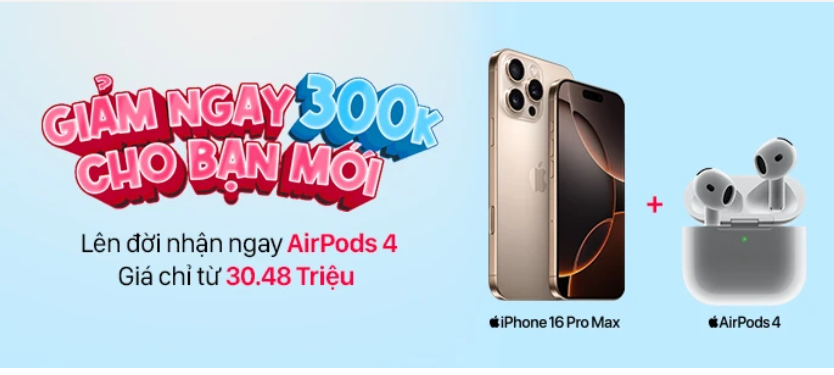 GIẢM NGAY 300K
CHO BẠN MỚI
Lên đời nhận ngay AirPods 4
Giá chỉ từ 30.48 Triệu
iPhone 16 Pro Max
AirPods 4